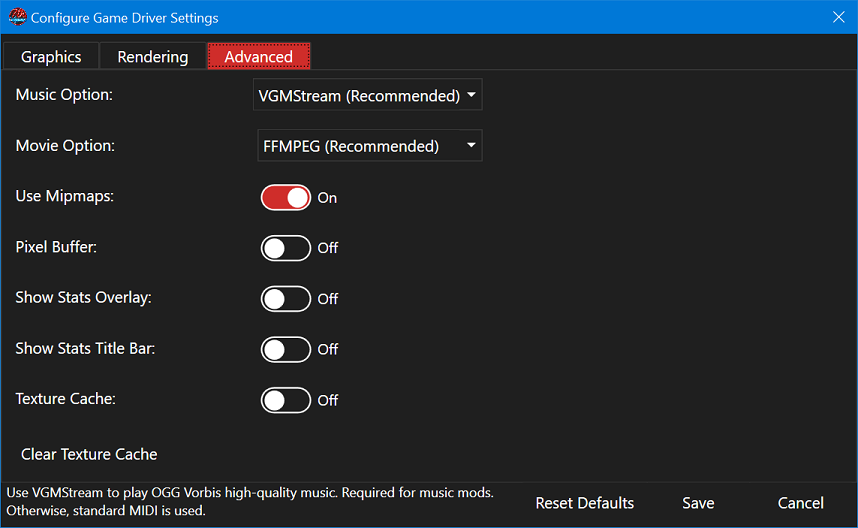 Configure Game Driver Settings
Graphics Rendering Advanced
Music Option: VGMStream (Recommended)
Movie Option: FFMPEG (Recommended)
Use Mipmaps: On
Pixel Buffer: Off
Show Stats Overlay: Off
Show Stats Title Bar: Off
Texture Cache: Off
Clear Texture Cache
Use VGMStream to play OGG Vorbis high-quality music. Required for music mods.
Otherwise, standard MIDI is used.
Reset Defaults Save Cancel